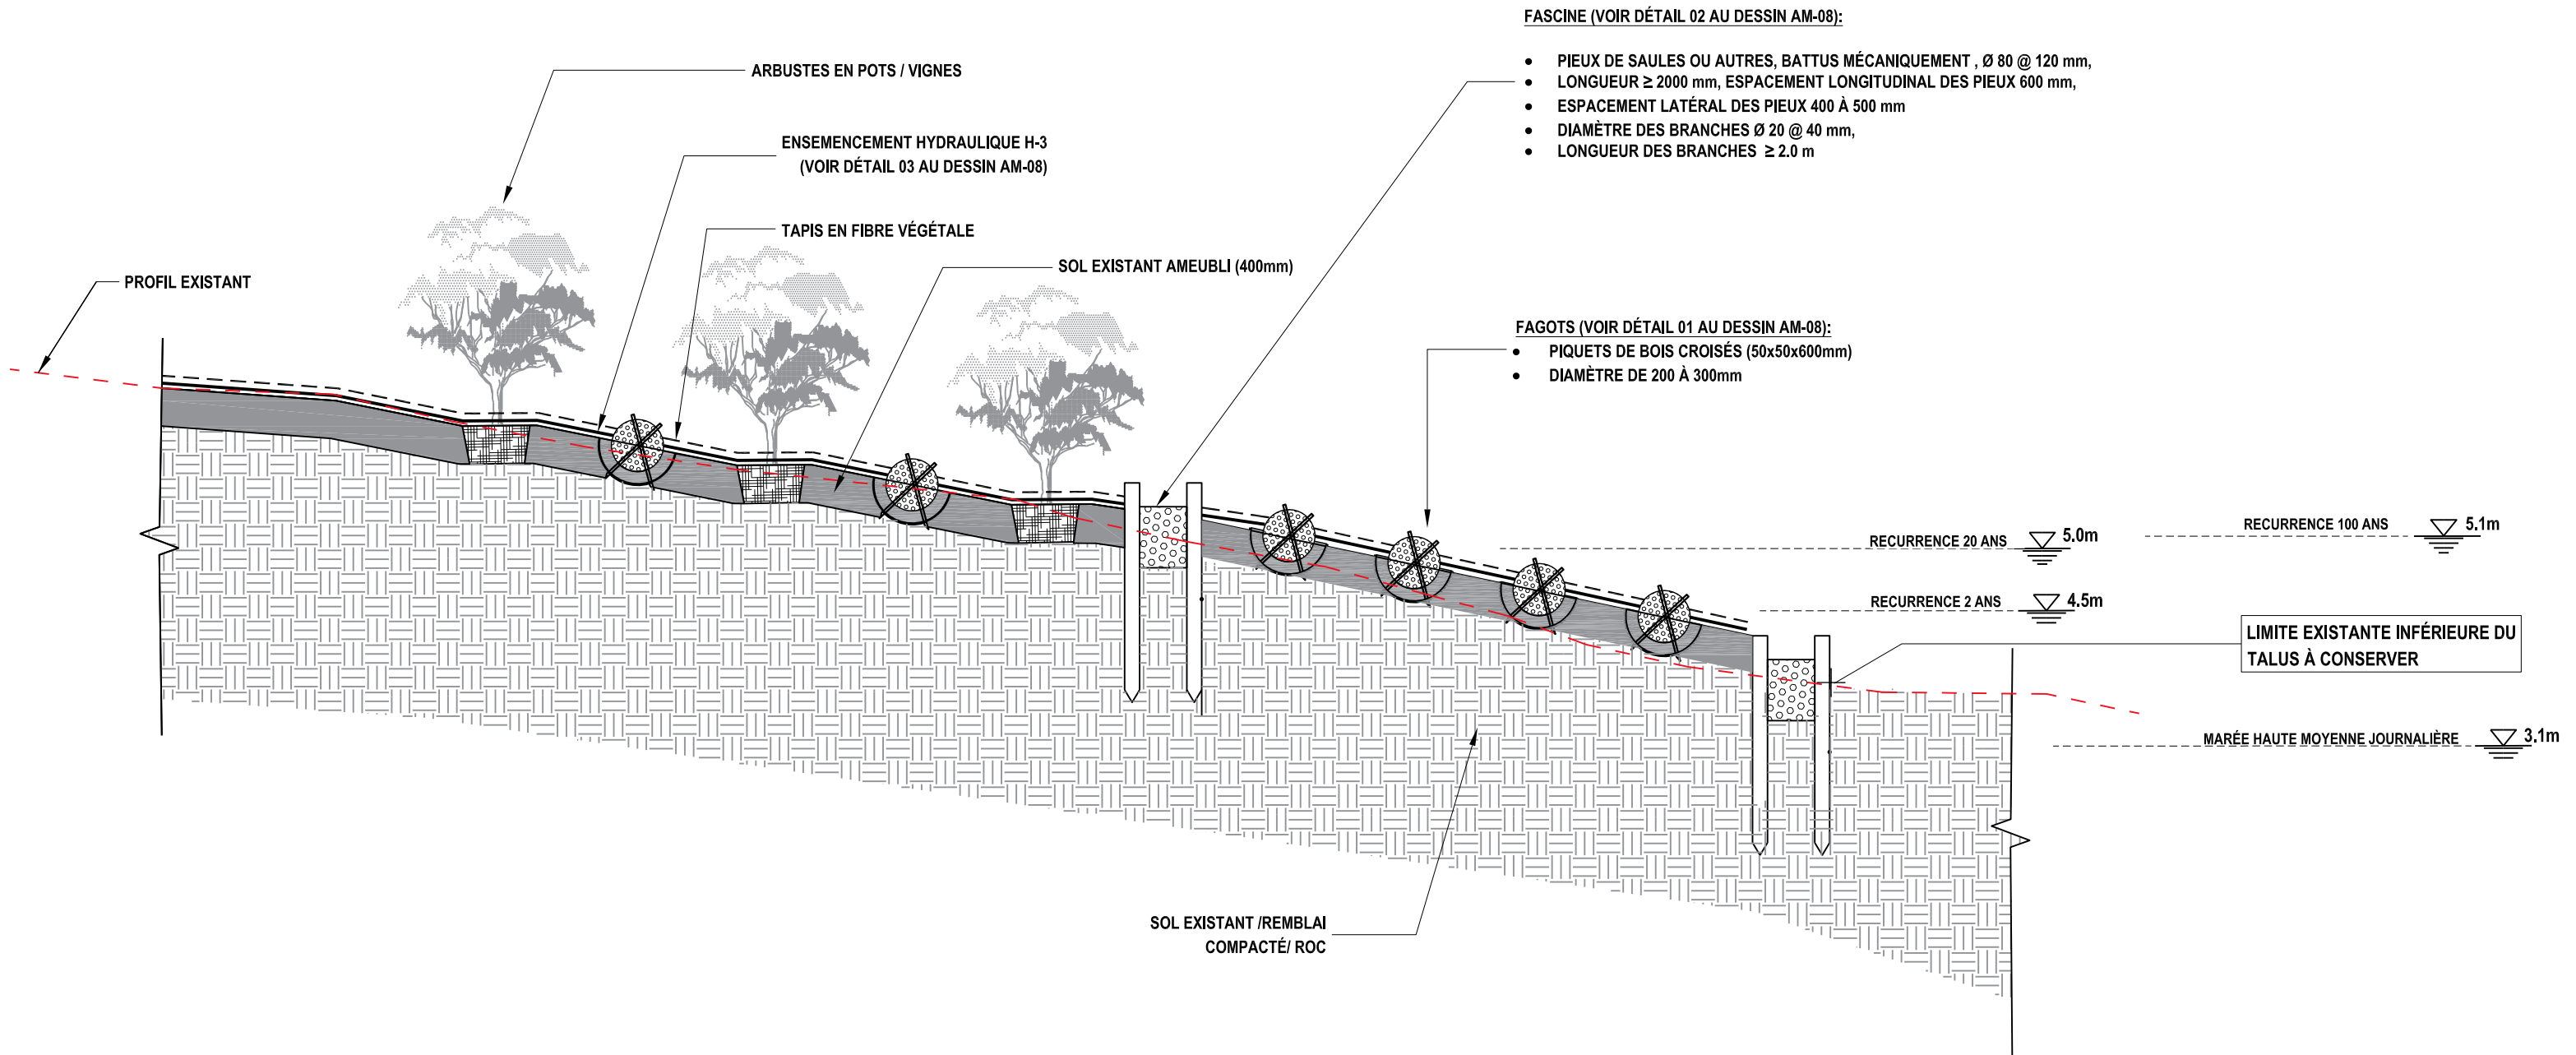 FASCINE (VOIR DÉTAIL 02 AU DESSIN AM-08):
• PIEUX DE SAULES OU AUTRES, BATTUS MÉCANIQUEMENT , Ø 80 @ 120 mm,
• LONGUEUR ≥ 2000 mm, ESPACEMENT LONGITUDINAL DES PIEUX 600 mm,
• ESPACEMENT LATÉRAL DES PIEUX 400 À 500 mm
• DIAMÈTRE DES BRANCHES Ø 20 @ 40 mm,
• LONGUEUR DES BRANCHES ≥ 2.0 m
ARBUSTES EN POTS / VIGNES
ENSEMENCEMENT HYDRAULIQUE H-3
(VOIR DÉTAIL 03 AU DESSIN AM-08)
TAPIS EN FIBRE VÉGÉTALE
SOL EXISTANT AMEUBLI (400mm)
PROFIL EXISTANT
FAGOTS (VOIR DÉTAIL 01 AU DESSIN AM-08):
• PIQUETS DE BOIS CROISÉS (50x50x600mm)
• DIAMÈTRE DE 200 À 300mm
RECURRENCE 100 ANS 5.1m
RECURRENCE 20 ANS 5.0m
RECURRENCE 2 ANS 4.5m
LIMITE EXISTANTE INFÉRIEURE DU
TALUS À CONSERVER
MARÉE HAUTE MOYENNE JOURNALIÈRE 3.1m
SOL EXISTANT /REMBLAI
COMPACTÉ/ ROC